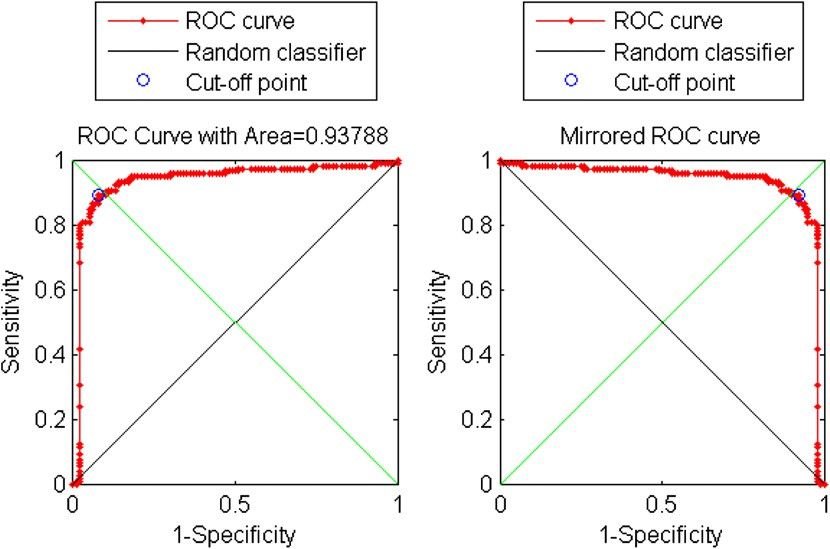 ROC curve
Random classifier
Cut-off point
ROC curve
Random classifier
Cut-off point
ROC Curve with Area=0.93788
Mirrored ROC curve
1
0.8
0.6
0.4
0.2
0
Sensitivity
0
0.5
1
1-Specificity
1
0.8
0.6
0.4
0.2
0
Sensitivity
0
0.5
1
1-Specificity